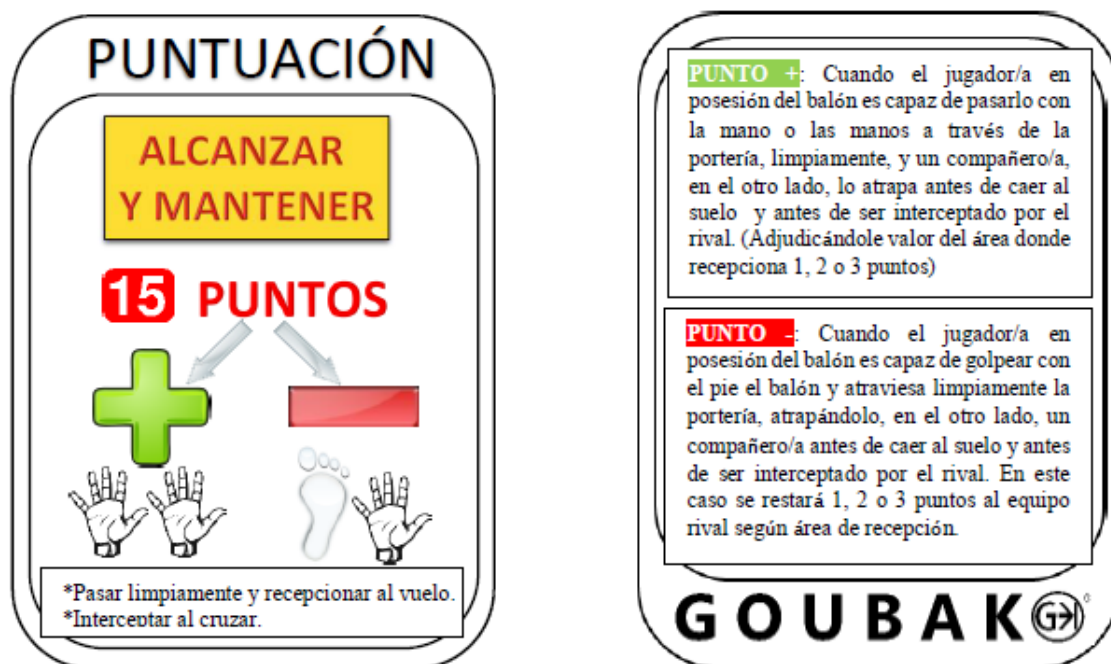 PUNTUACIÓN
ALCANZAR
Y MANTENER
15 PUNTOS
*Pasar limpiamente y recepcionar al vuelo.
*Interceptar al cruzar.
PUNTO +: Cuando el jugador/a en
posesión del balón es capaz de pasarlo con
la mano o las manos a través de la
portería, limpiamente, y un compañero/a,
en el otro lado, lo atrapa antes de caer al
suelo y antes de ser interceptado por el
rival. (Adjudicándole valor del área donde
recepciona 1, 2 o 3 puntos)
PUNTO -: Cuando el jugador/a en
posesión del balón es capaz de golpear con
el pie el balón y atraviesa limpiamente la
portería, atrapándolo, en el otro lado, un
compañero/a antes de caer al suelo y antes
de ser interceptado por el rival. En este
caso se restará 1, 2 o 3 puntos al equipo
rival según área de recepción.
GOUBAK